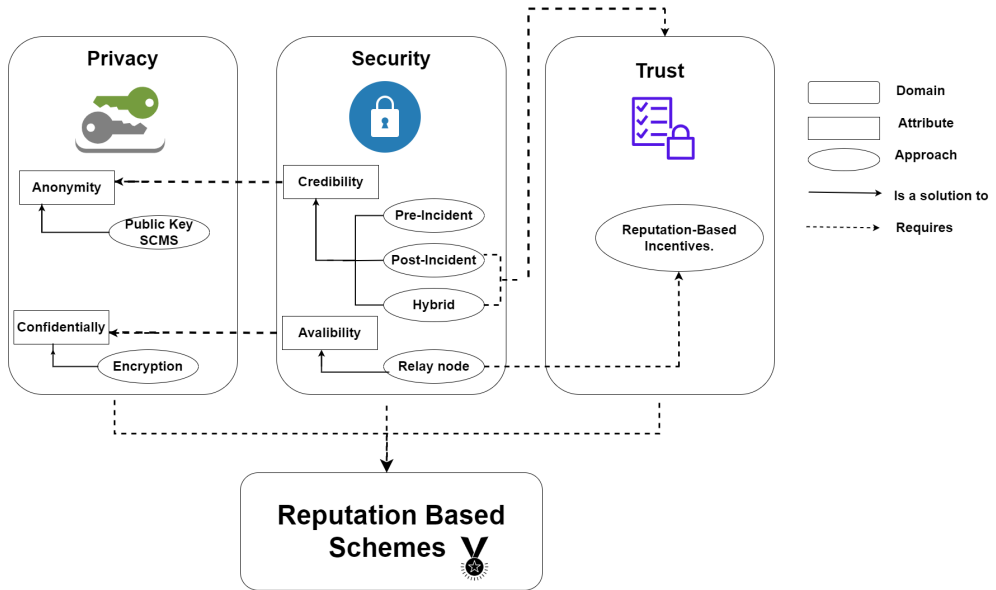 Privacy
Anonymity
Public Key
SCMS
Confidentially
Encryption
Security
Credibility
Pre-Incident
Post-Incident
Hybrid
Avalibility
Relay node
Trust
Reputation-Based
Incentives.
Domain
Attribute
Approach
Is a solution to
Requires
Reputation Based
Schemes